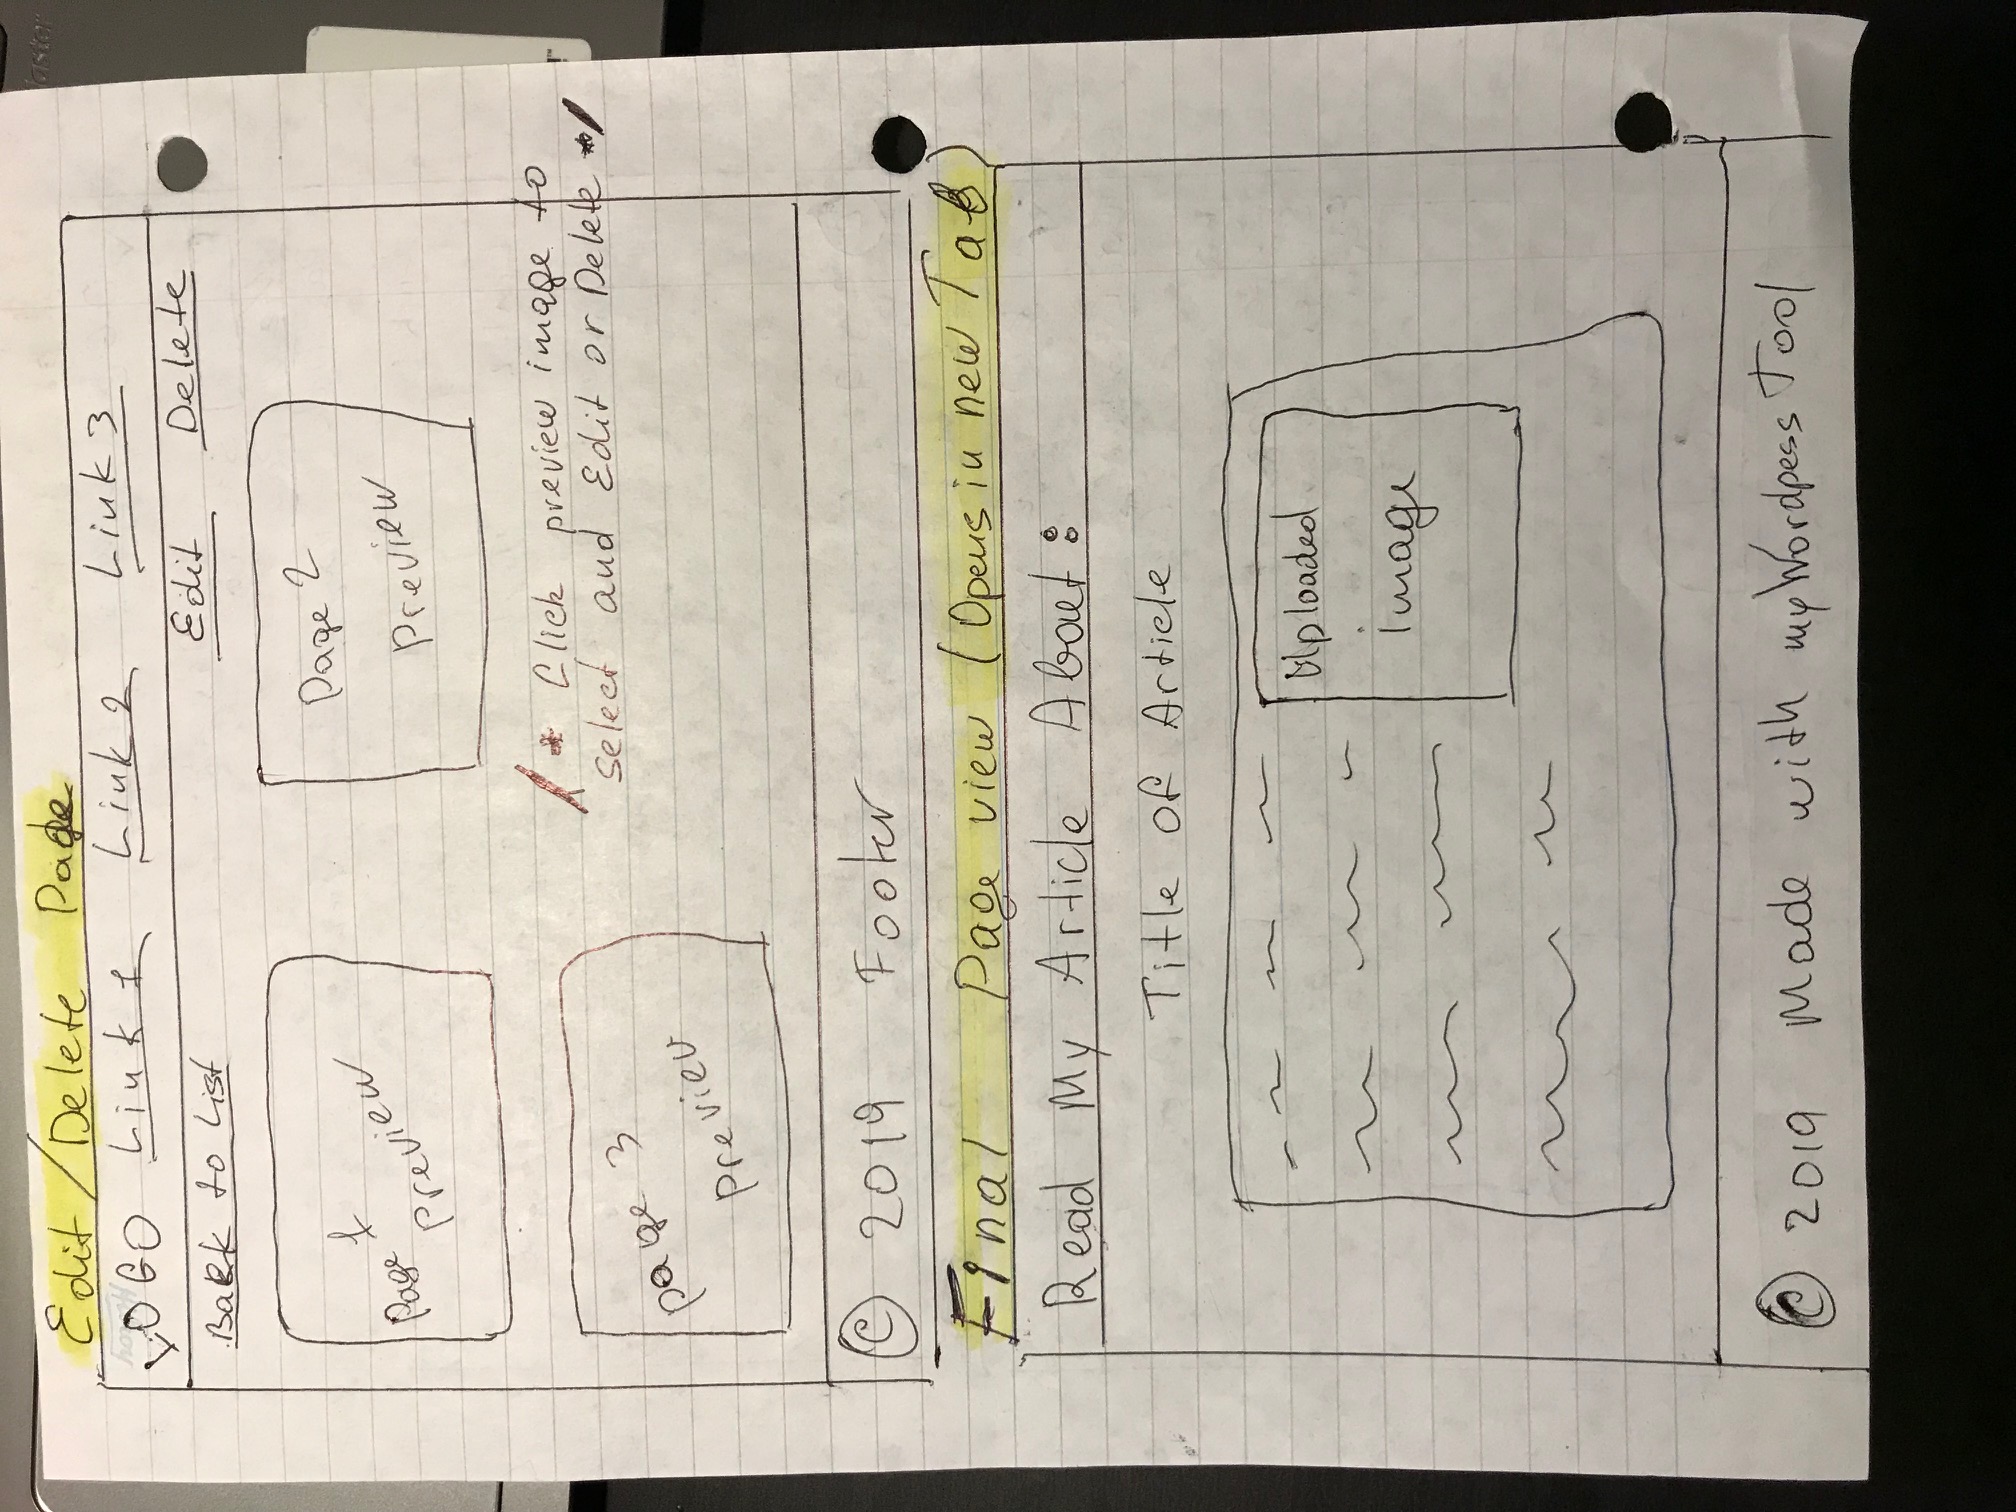 Edit/Delete Page
LOGO Link 1 Link 2 Link 3
Back to List Edit Delete
Page 1
Preview
Page 2
Preview
/* Click preview image to
select and Edit or Delete */
page 3
preview
© 2019 Footer
Final Page view (Opens in new Tab)
Read My Article About:
Title of Article
Uploaded
image
© 2019 Made with myWordpess Tool